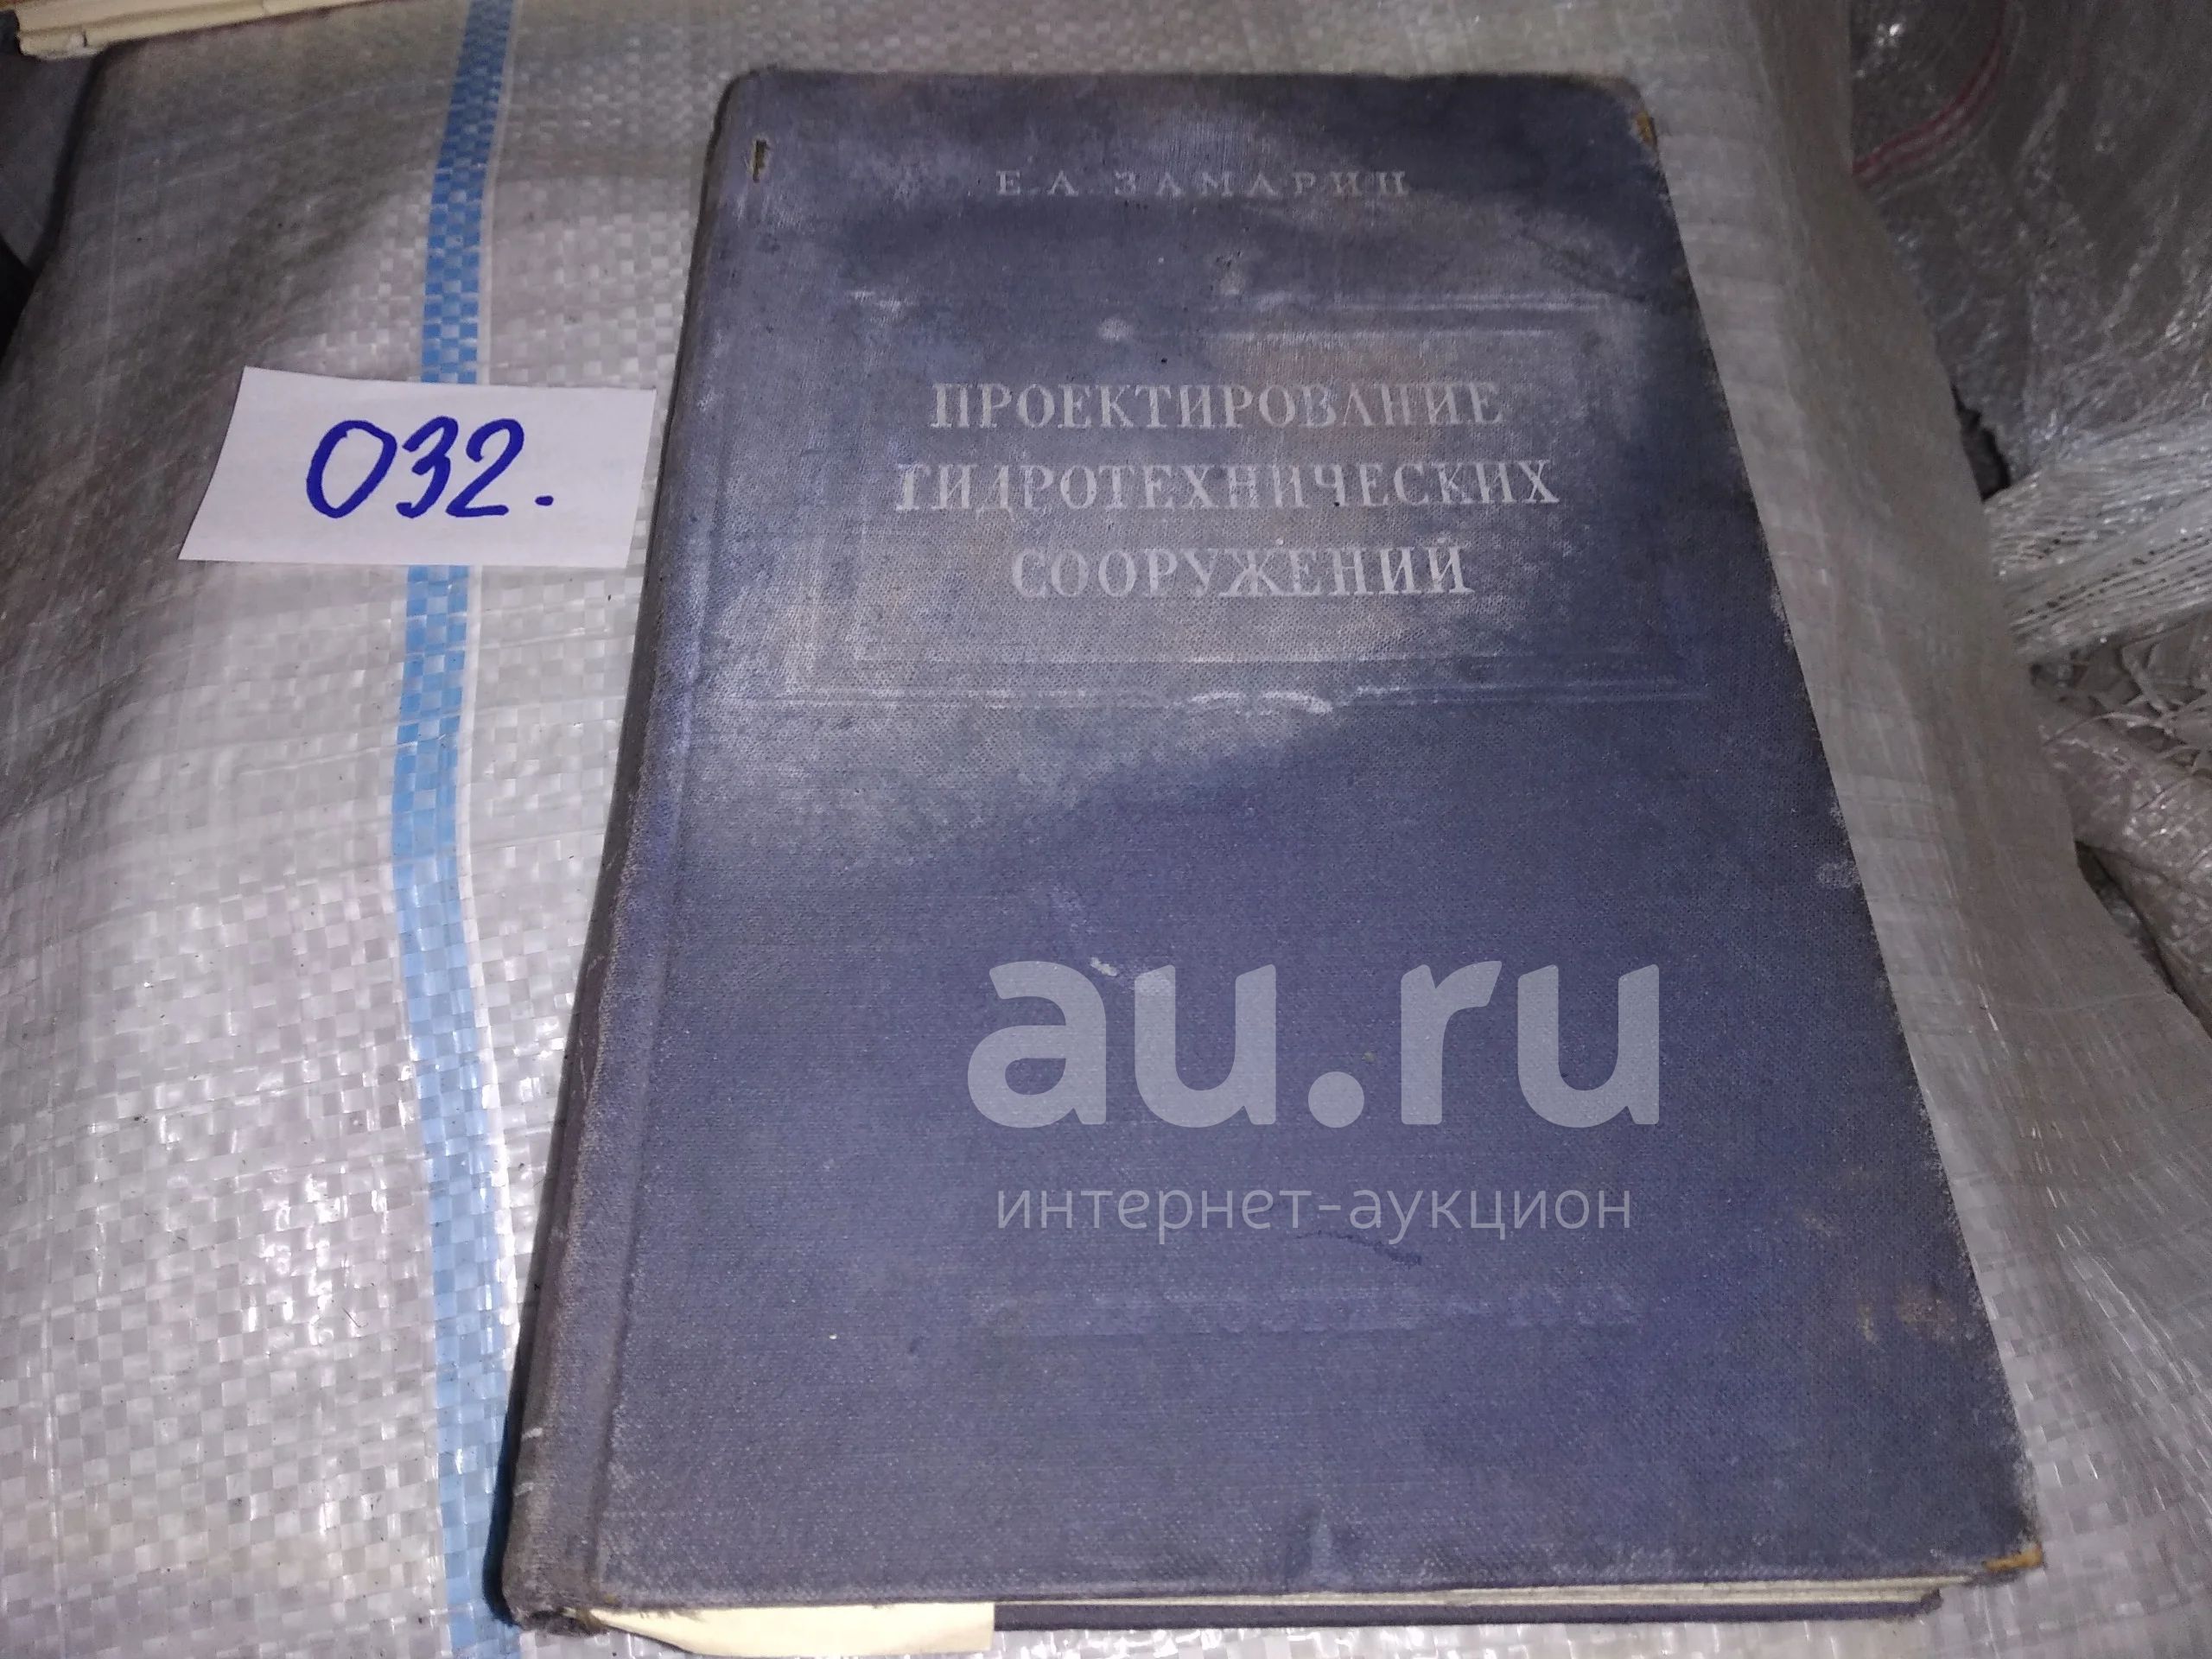 Е. А. ЗАМАРИН
ПРОЕКТИРОВАНИЕ
ГИДРОТЕХНИЧЕСКИХ
СООРУЖЕНИЙ
032.
au.ru
интернет-аукцион